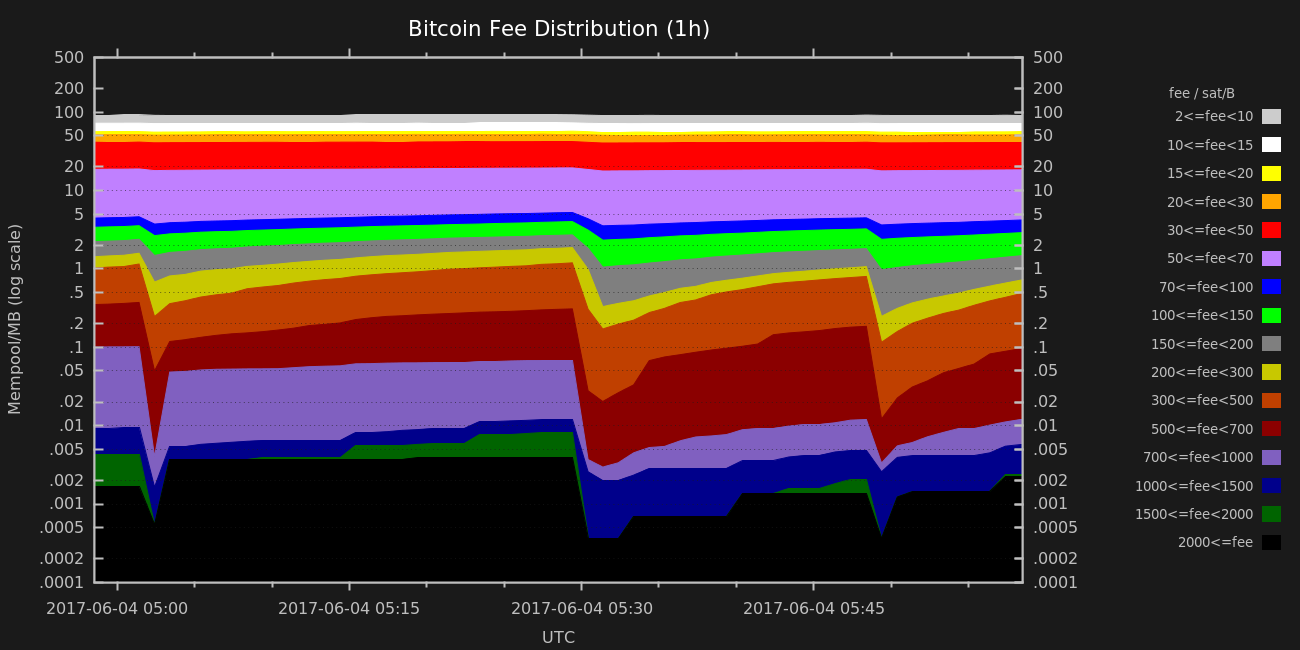 Bitcoin Fee Distribution (1h)
500
200
100
50
20
10
5
2
1
.5
.2
.1
.05
.02
.01
.005
.002
.001
.0005
.0002
.0001
Mempool/MB (log scale)
500
200
100
50
20
10
5
2
1
.5
.2
.1
.05
.02
.01
.005
.002
.001
.0005
.0002
.0001
2017-06-04 05:00
2017-06-04 05:15
2017-06-04 05:30
2017-06-04 05:45
UTC
fee / sat/B
2<=fee<10
10<=fee<15
15<=fee<20
20<=fee<30
30<=fee<50
50<=fee<70
70<=fee<100
100<=fee<150
150<=fee<200
200<=fee<300
300<=fee<500
500<=fee<700
700<=fee<1000
1000<=fee<1500
1500<=fee<2000
2000<=fee